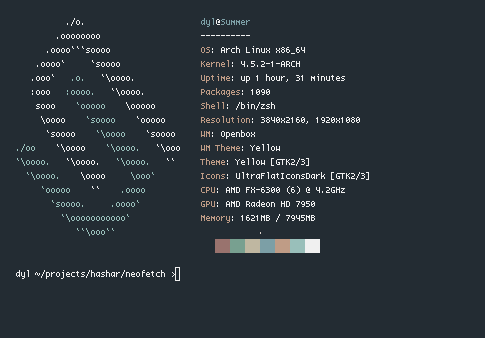 dyl@Summer
----------
OS: Arch Linux x86_64
Kernel: 4.5.2-1-ARCH
Uptime: up 1 hour, 31 minutes
Packages: 1090
Shell: /bin/zsh
Resolution: 3840x2160, 1920x1080
WM: Openbox
WM Theme: Yellow
Theme: Yellow [GTK2/3]
Icons: UltraFlatIconsDark [GTK2/3]
CPU: AMD FX-6300 (6) @ 4.2GHz
GPU: AMD Radeon HD 7950
Memory: 1621MB / 7945MB
dyl ~/projects/hashar/neofetch >